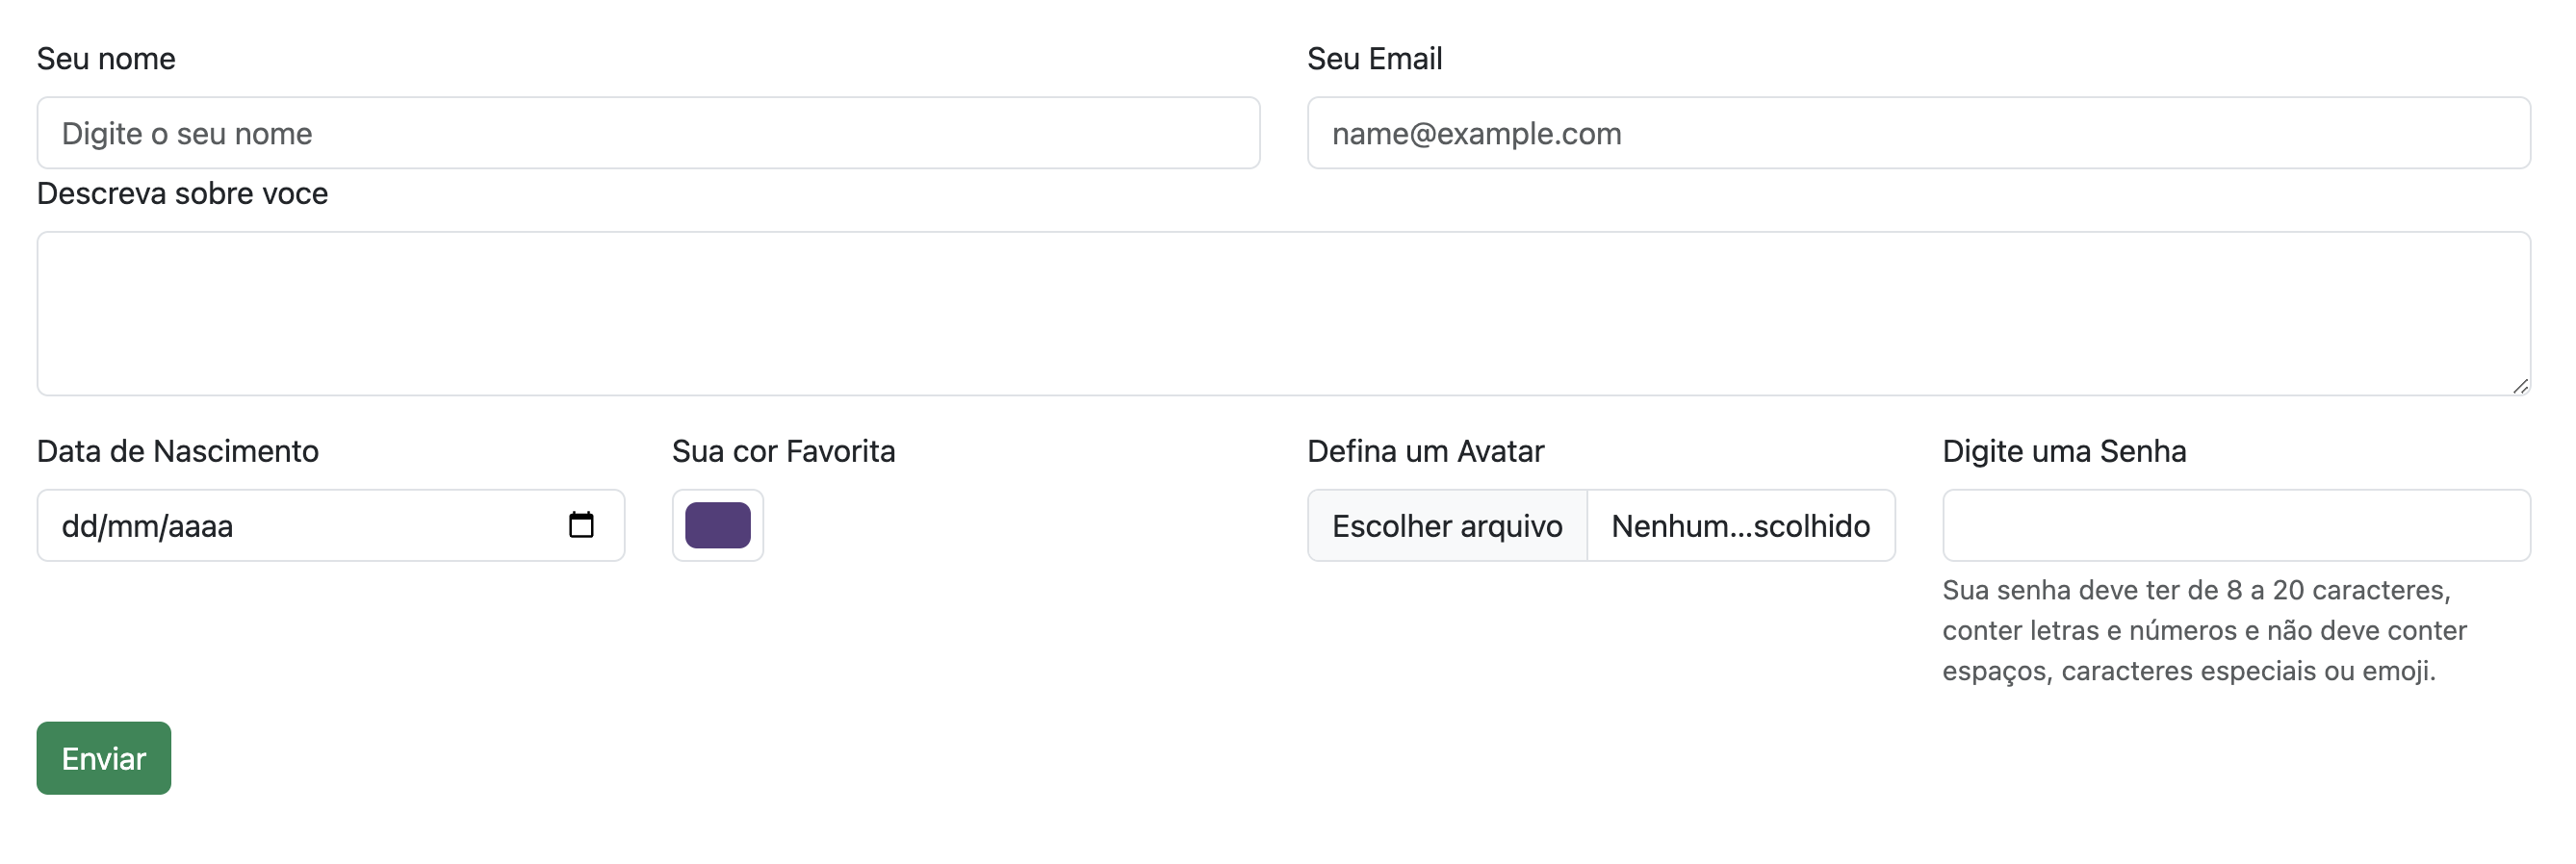 Seu nome
Seu Email
Digite o seu nome
name@example.com
Descreva sobre voce
Data de Nascimento
Sua cor Favorita
Defina um Avatar
Digite uma Senha
dd/mm/aaaa
Escolher arquivo
Nenhum...scolhido
Sua senha deve ter de 8 a 20 caracteres,
conter letras e números e não deve conter
espaços, caracteres especiais ou emoji.
Enviar